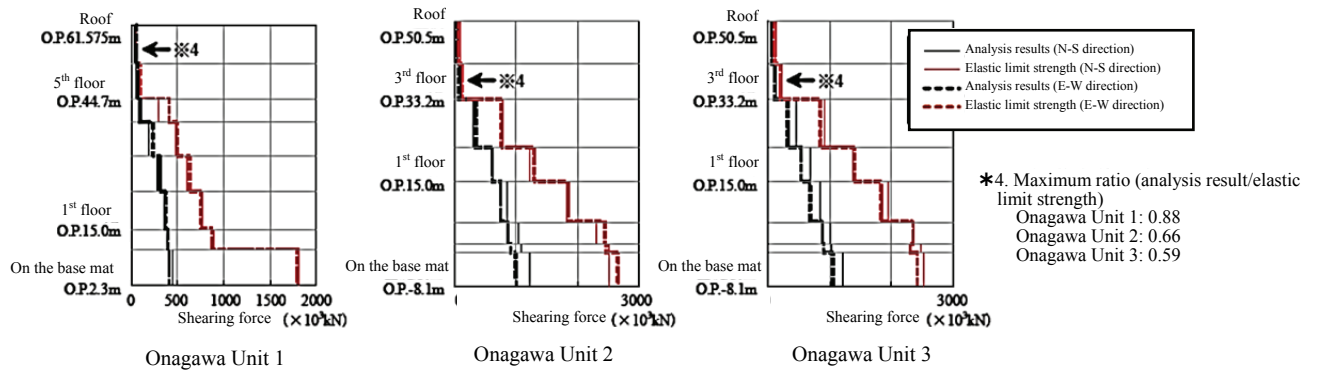 Roof
O.P.61.575m
※4
5th floor
O.P.44.7m
1st floor
O.P.15.0m
On the base mat
O.P.2.3m
0 500 1000 1500 2000
Shearing force (×10³kN)
Onagawa Unit 1
Roof
O.P.50.5m
※4
3rd floor
O.P.33.2m
1st floor
O.P.15.0m
On the base mat
O.P.-8.1m
0 3000
Shearing force (×10³kN)
Onagawa Unit 2
Roof
O.P.50.5m
※4
3rd floor
O.P.33.2m
1st floor
O.P.15.0m
On the base mat
O.P.-8.1m
0 3000
Shearing force (×10³kN)
Onagawa Unit 3
Analysis results (N-S direction)
Elastic limit strength (N-S direction)
Analysis results (E-W direction)
Elastic limit strength (E-W direction)
✱4. Maximum ratio (analysis result/elastic
limit strength)
Onagawa Unit 1: 0.88
Onagawa Unit 2: 0.66
Onagawa Unit 3: 0.59